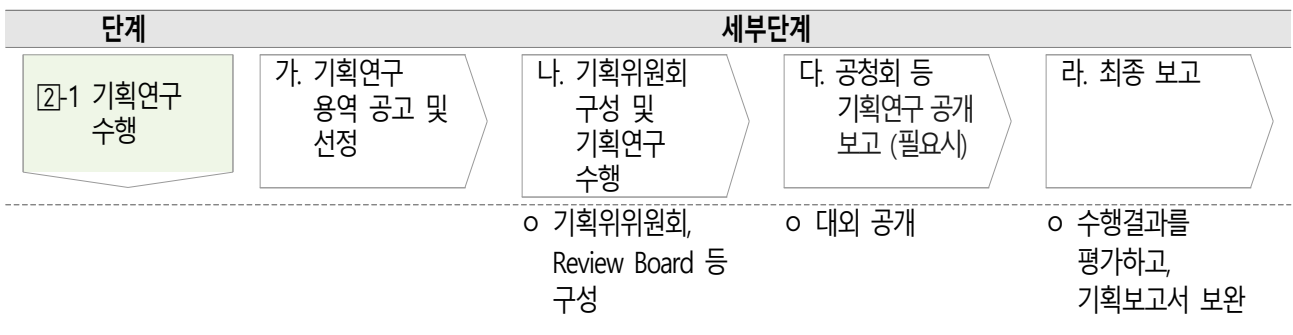 단계
세부단계
2-1 기획연구
수행
가. 기획연구
용역 공고 및
선정
나. 기획위원회
구성 및
기획연구
수행
다. 공청회 등
기획연구 공개
보고 (필요시)
라. 최종 보고
o 기획위위원회,
Review Board 등
구성
o 대외 공개
o 수행결과를
평가하고,
기획보고서 보완